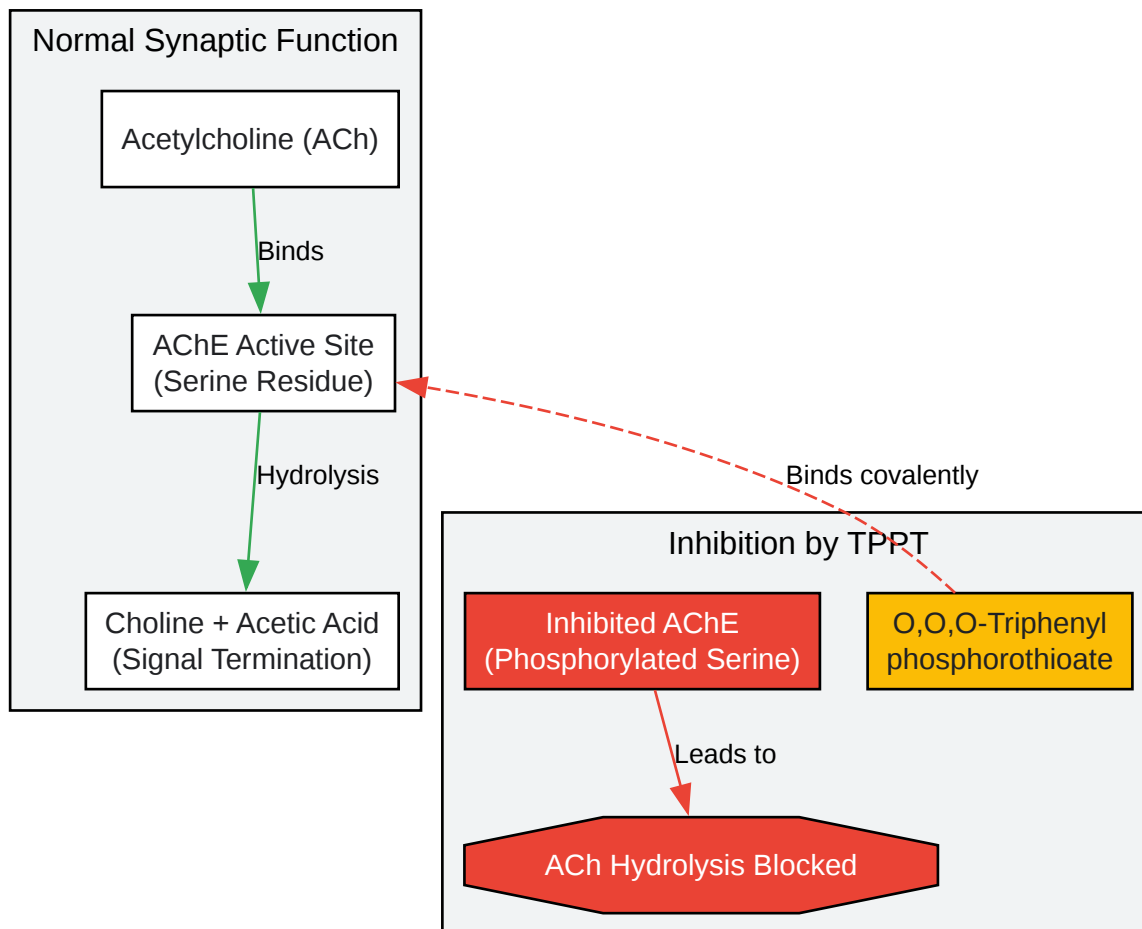 Normal Synaptic Function
Acetylcholine (ACh)
Binds
AChE Active Site
(Serine Residue)
Hydrolysis
Choline + Acetic Acid
(Signal Termination)
Binds covalently
Inhibition by TPPT
Inhibited AChE
(Phosphorylated Serine)
O,O,O-Triphenyl
phosphorothioate
Leads to
ACh Hydrolysis Blocked